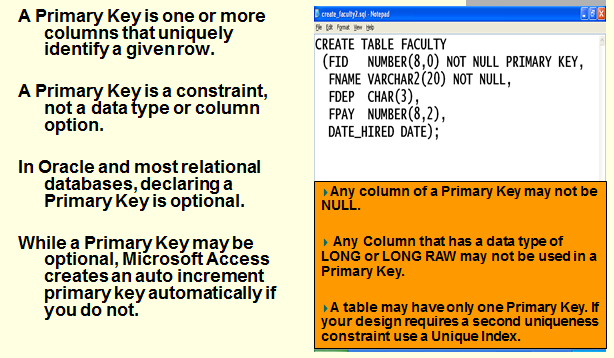 A Primary Key is one or more
columns that uniquely
identify a given row.
A Primary Key is a constraint,
not a data type or column
option.
In Oracle and most relational
databases, declaring a
Primary Key is optional.
While a Primary Key may be
optional, Microsoft Access
creates an auto increment
primary key automatically if
you do not.
create_faculty2.sql - Notepad
File Edit Format View Help
CREATE TABLE FACULTY
(FID NUMBER(8,0) NOT NULL PRIMARY KEY,
FNAME VARCHAR2(20) NOT NULL,
FDEP CHAR(3),
FPAY NUMBER(8,2),
DATE_HIRED DATE);
Any column of a Primary Key may not be
NULL.
Any Column that has a data type of
LONG or LONG RAW may not be used in a
Primary Key.
A table may have only one Primary Key. If
your design requires a second uniqueness
constraint use a Unique Index.